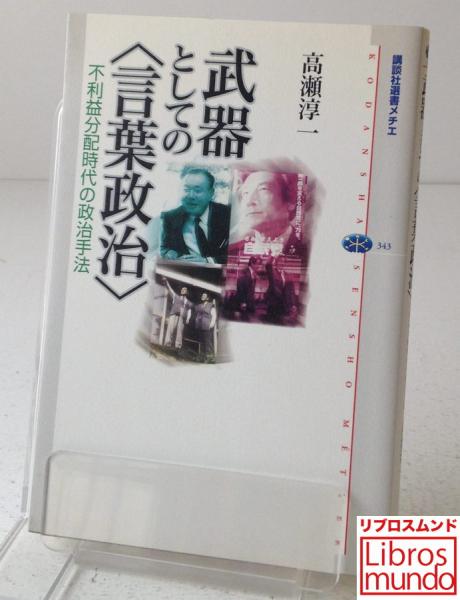 武器
としての
〈言葉政治〉
不利益分配時代の政治手法
高瀬淳一
講談社選書メチエ
343
KODANSHA SENSHO MÉTIER
リブロスムンド
Libros
mundo